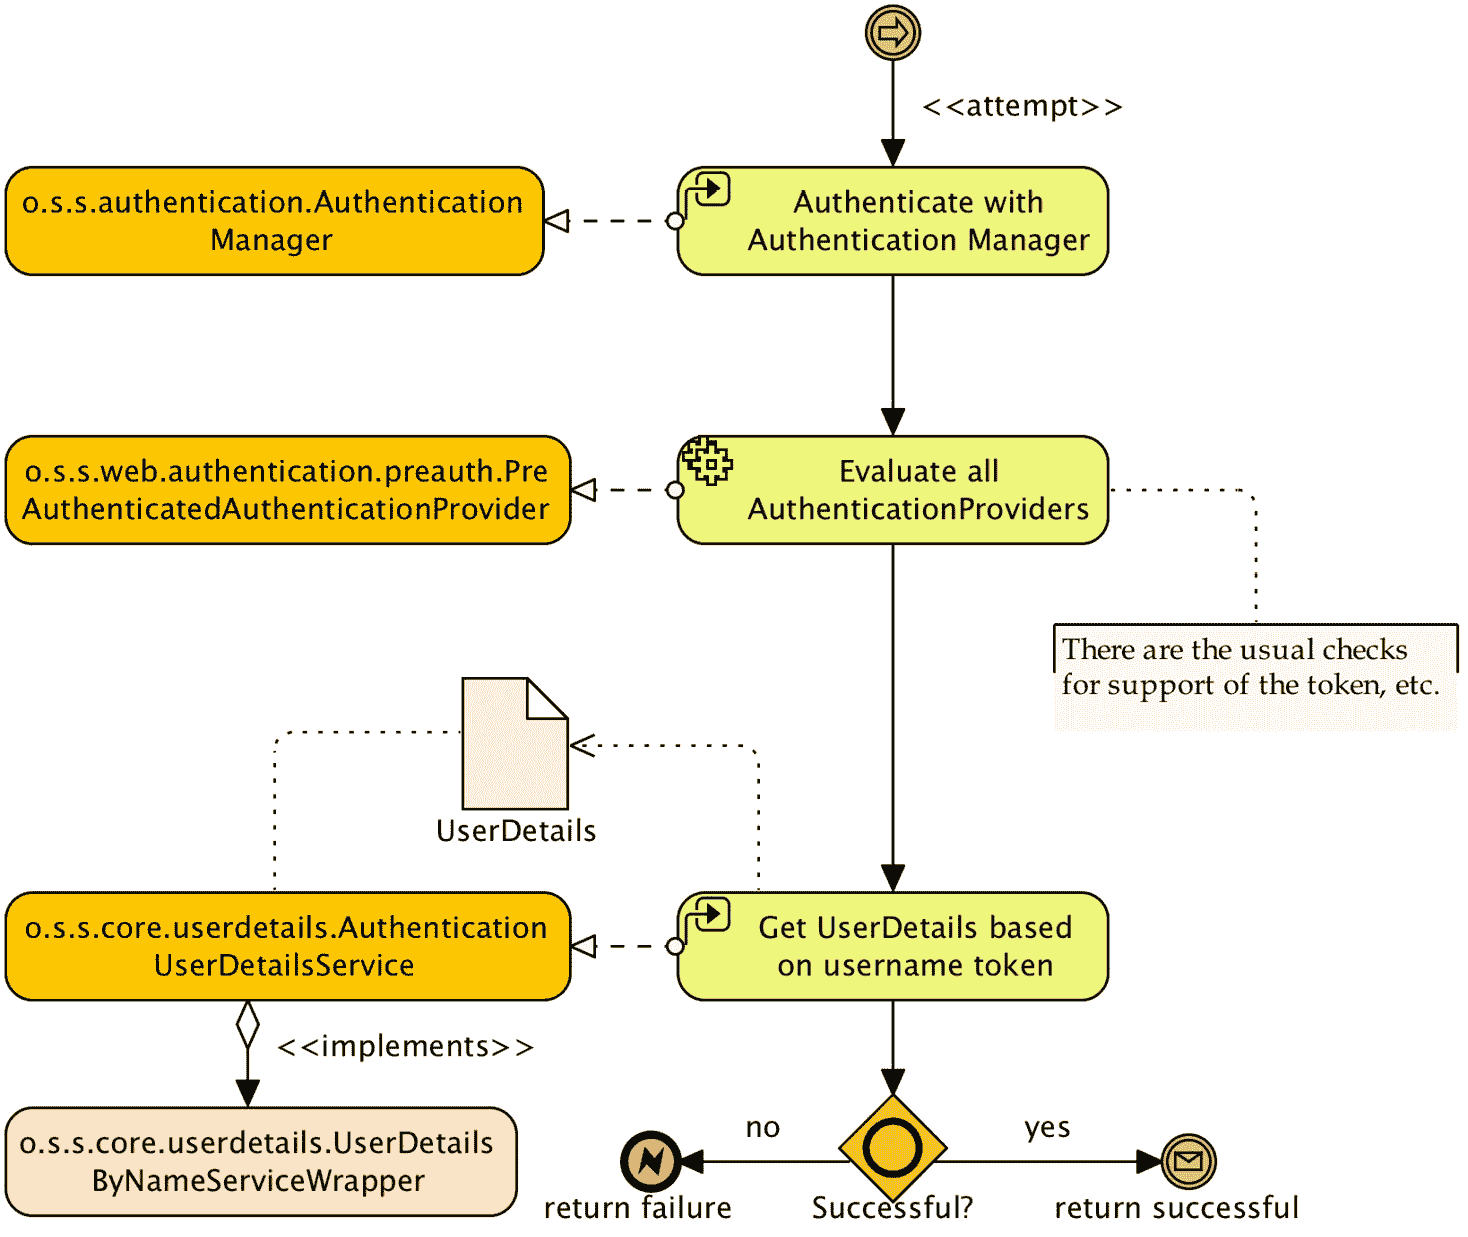 <<attempt>>
o.s.s.authentication.Authentication
Manager
Authenticate with
Authentication Manager
o.s.s.web.authentication.preauth.Pre
AuthenticatedAuthenticationProvider
Evaluate all
AuthenticationProviders
There are the usual checks
for support of the token, etc.
UserDetails
o.s.s.core.userdetails.Authentication
UserDetailsService
Get UserDetails based
on username token
<<implements>>
o.s.s.core.userdetails.UserDetails
ByNameServiceWrapper
no
yes
return failure
Successful?
return successful